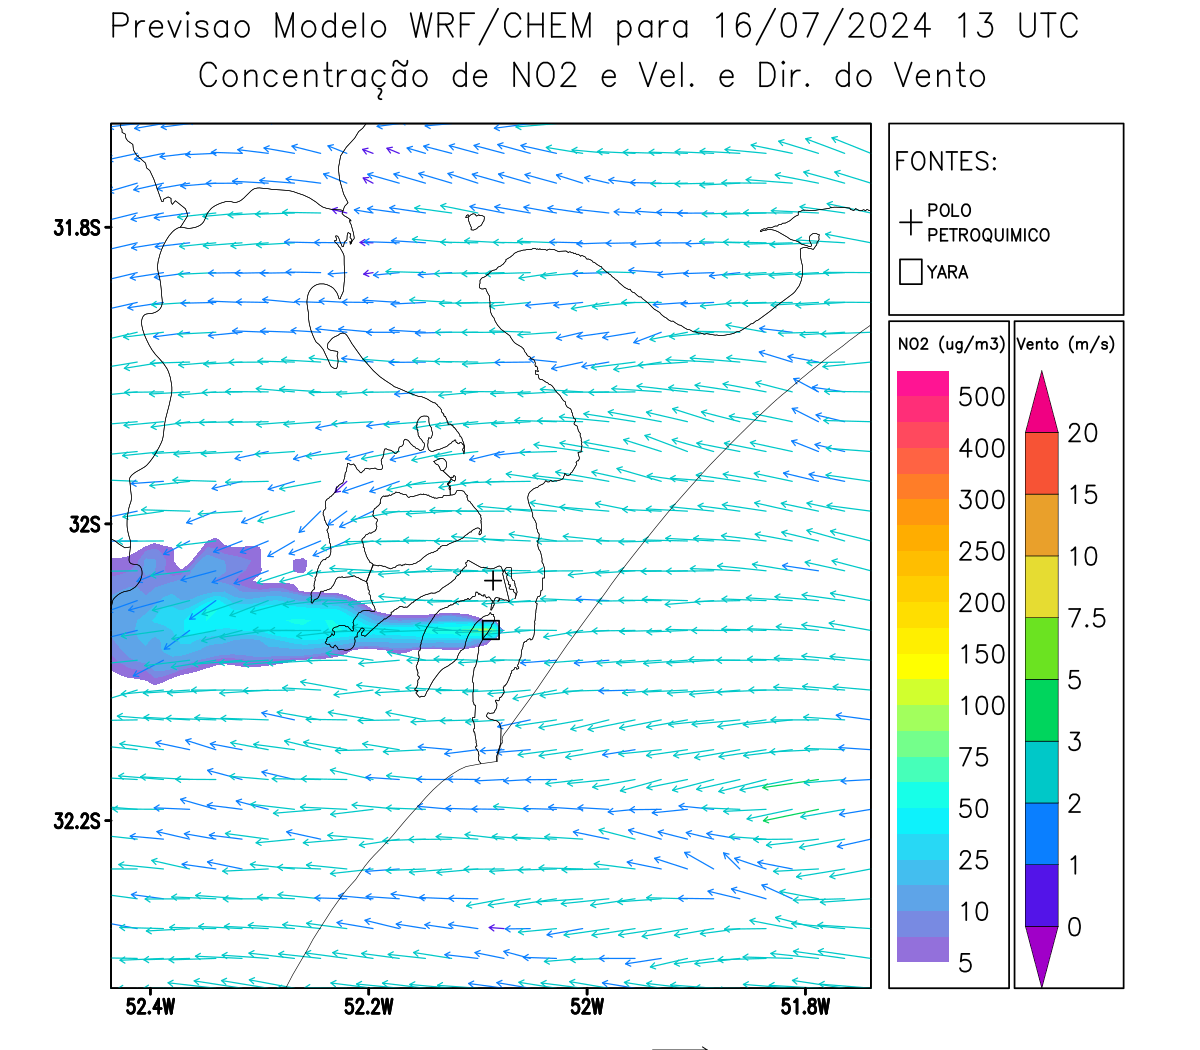 Previsao Modelo WRF/CHEM para 16/07/2024 13 UTC
Concentração de NO2 e Vel. e Dir. do Vento
FONTES:
POLO
PETROQUIMICO
YARA
NO2 (ug/m3)
500
400
300
250
200
150
100
75
50
25
10
5
Vento (m/s)
20
15
10
7.5
5
3
2
1
0
31.8S
32S
32.2S
52.4W
52.2W
52W
51.8W